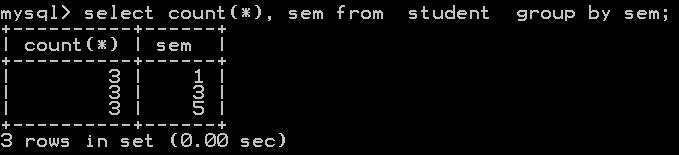 mysql> select count(*), sem from  student  group by sem;
+----------+------+
| count(*) | sem  |
+----------+------+
|        3 |    1 |
|        3 |    3 |
|        3 |    5 |
+----------+------+
3 rows in set (0.00 sec)